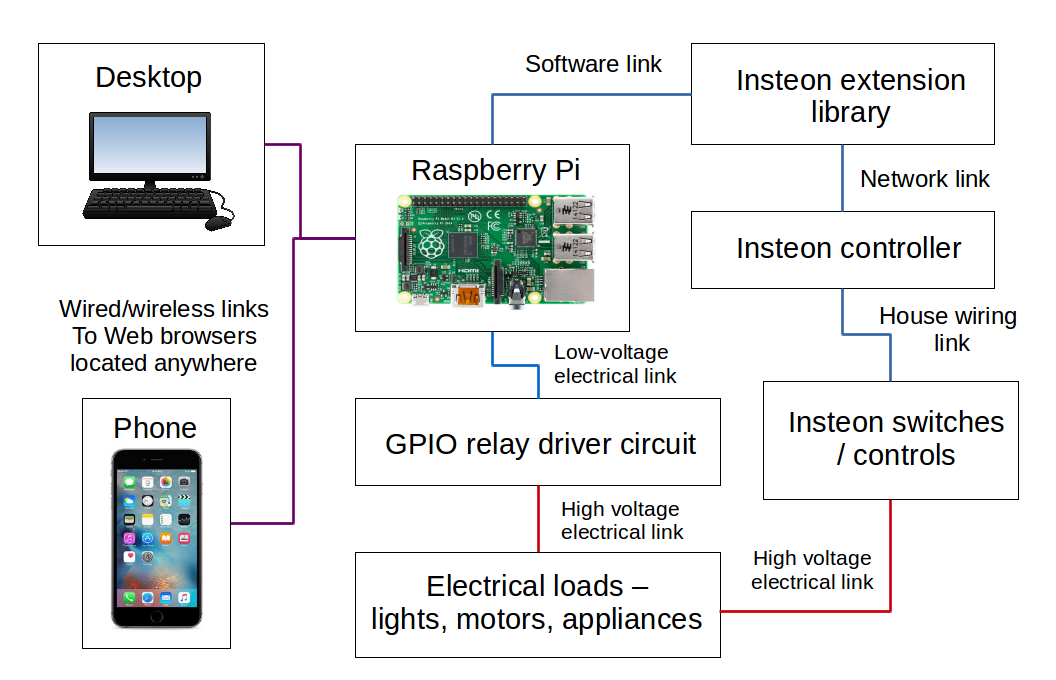 Desktop
Software link
Insteon extension
library
Raspberry Pi
Network link
Insteon controller
HDMI
Wired/wireless links
To Web browsers
located anywhere
House wiring
link
Low-voltage
electrical link
Phone
GPIO relay driver circuit
Insteon switches
/ controls
High voltage
electrical link
High voltage
electrical link
Electrical loads –
lights, motors, appliances